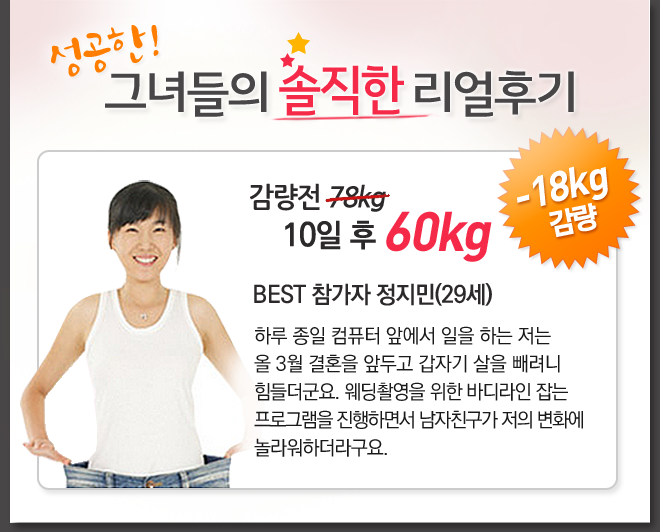 성공한!
그녀들의 솔직한 리얼후기
-18kg
감량
감량전 78kg
10일 후 60kg
BEST 참가자 정지민(29세)
하루 종일 컴퓨터 앞에서 일을 하는 저는
올 3월 결혼을 앞두고 갑자기 살을 빼려니
힘들더군요. 웨딩촬영을 위한 바디라인 잡는
프로그램을 진행하면서 남자친구가 저의 변화에
놀라워하더라구요.